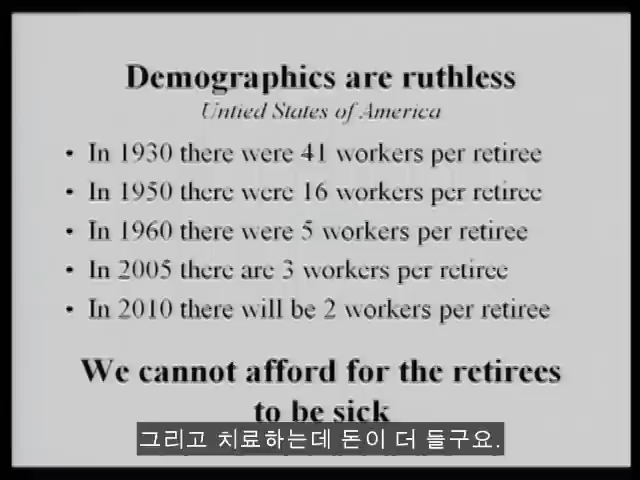 Demographics are ruthless
Untied States of America
• In 1930 there were 41 workers per retiree
• In 1950 there were 16 workers per retiree
• In 1960 there were 5 workers per retiree
• In 2005 there are 3 workers per retiree
• In 2010 there will be 2 workers per retiree
We cannot afford for the retirees
to be sick
그리고 치료하는데 돈이 더 들구요.